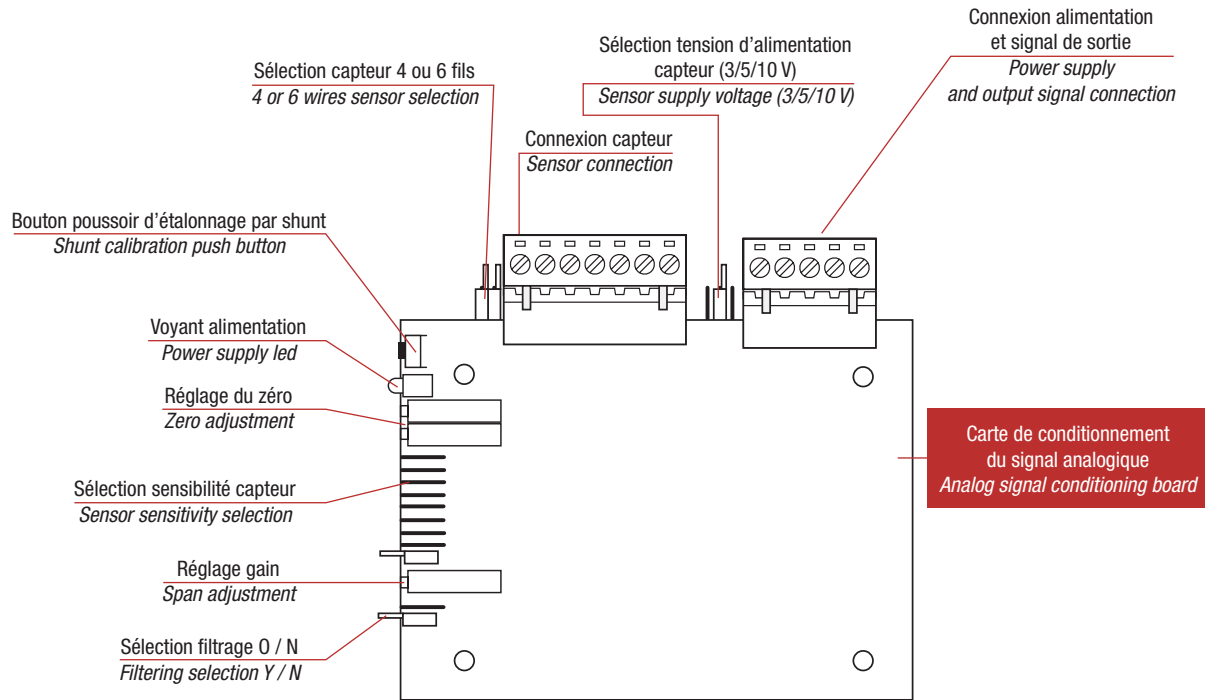 Connexion alimentation
et signal de sortie
Power supply
and output signal connection
Sélection tension d'alimentation
capteur (3/5/10 V)
Sensor supply voltage (3/5/10 V)
Sélection capteur 4 ou 6 fils
4 or 6 wires sensor selection
Connexion capteur
Sensor connection
Bouton poussoir d'étalonnage par shunt
Shunt calibration push button
Voyant alimentation
Power supply led
Réglage du zéro
Zero adjustment
Carte de conditionnement
du signal analogique
Analog signal conditioning board
Sélection sensibilité capteur
Sensor sensitivity selection
Réglage gain
Span adjustment
Sélection filtrage O / N
Filtering selection Y / N